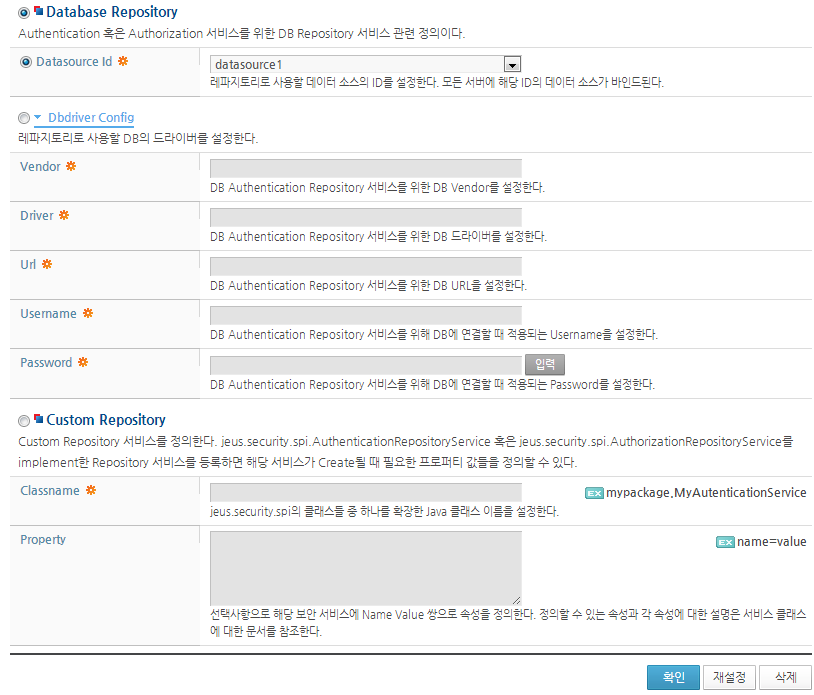 Database Repository
Authentication 혹은 Authorization 서비스를 위한 DB Repository 서비스 관련 정의이다.
Datasource Id
datasource1
레파지토리로 사용할 데이터 소스의 ID를 설정한다. 모든 서버에 해당 ID의 데이터 소스가 바인드된다.
Dbdriver Config
레파지토리로 사용할 DB의 드라이버를 설정한다.
Vendor
DB Authentication Repository 서비스를 위한 DB Vendor를 설정한다.
Driver
DB Authentication Repository 서비스를 위한 DB 드라이버를 설정한다.
Url
DB Authentication Repository 서비스를 위한 DB URL을 설정한다.
Username
DB Authentication Repository 서비스를 위해 DB에 연결할 때 적용되는 Username을 설정한다.
Password
입력
DB Authentication Repository 서비스를 위해 DB에 연결할 때 적용되는 Password를 설정한다.
Custom Repository
Custom Repository 서비스를 정의한다. jeus.security.spi.AuthenticationRepositoryService 혹은 jeus.security.spi.AuthorizationRepositoryService를
implement한 Repository 서비스를 등록하면 해당 서비스가 Create될 때 필요한 프로퍼티 값들을 정의할 수 있다.
Classname
EX mypackage.MyAutenticationService
jeus.security.spi의 클래스들 중 하나를 확장한 Java 클래스 이름을 설정한다.
Property
EX name=value
선택사항으로 해당 보안 서비스에 Name Value 쌍으로 속성을 정의한다. 정의할 수 있는 속성과 각 속성에 대한 설명은 서비스 클래스
에 대한 문서를 참조한다.
확인 재설정 삭제